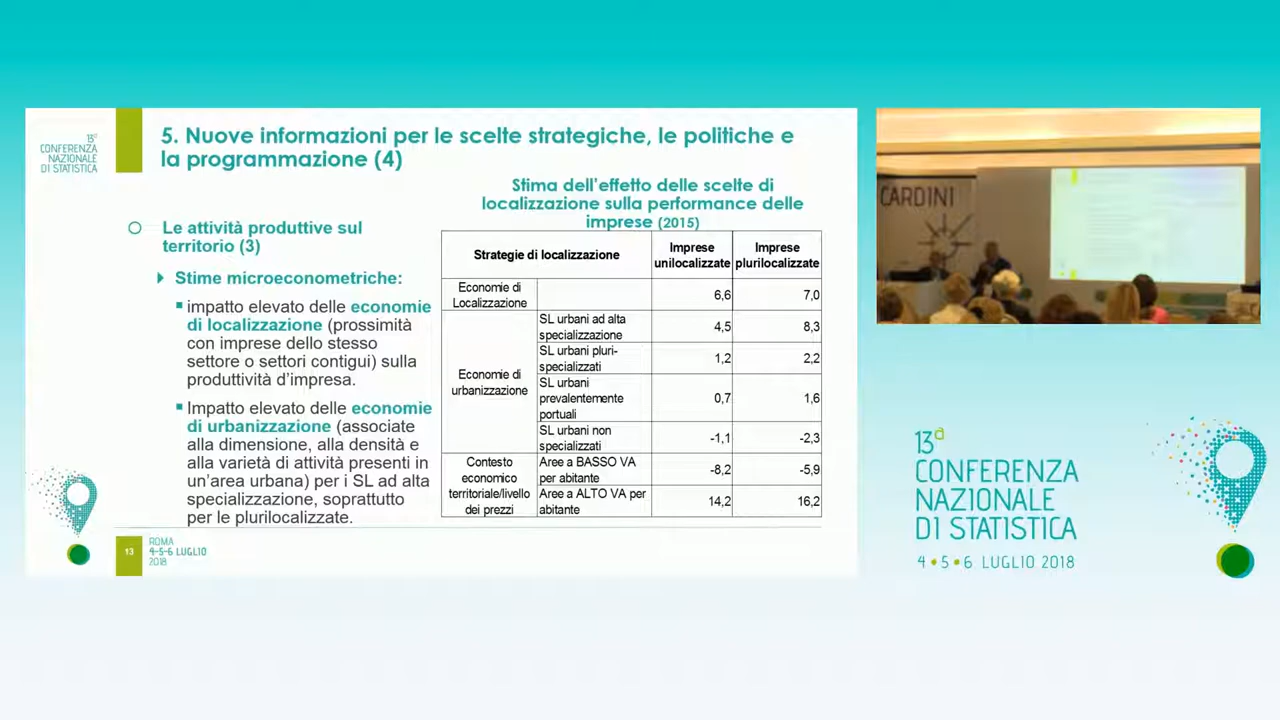 13ª
CONFERENZA
NAZIONALE
DI STATISTICA
5. Nuove informazioni per le scelte strategiche, le politiche e
la programmazione (4)
Le attività produttive sul
territorio (3)
Stime microeconometriche:
impatto elevato delle economie
di localizzazione (prossimità
con imprese dello stesso
settore o settori contigui) sulla
produttività d’impresa.
Impatto elevato delle economie
di urbanizzazione (associate
alla dimensione, alla densità e
alla varietà di attività presenti in
un’area urbana) per i SL ad alta
specializzazione, soprattutto
per le plurilocalizzate.
Stima dell’effetto delle scelte di
localizzazione sulla performance delle
imprese (2015)
Strategie di localizzazione
Imprese
unilocalizzate
Imprese
plurilocalizzate
Economie di
Localizzazione
6,6
7,0
Economie di
urbanizzazione
SL urbani ad alta
specializzazione
4,5
8,3
SL urbani pluri-
specializzati
1,2
2,2
SL urbani
prevalentemente
portuali
0,7
1,6
SL urbani non
specializzati
-1,1
-2,3
Contesto
economico
territoriale/livello
dei prezzi
Aree a BASSO VA
per abitante
-8,2
-5,9
Aree a ALTO VA per
abitante
14,2
16,2
13
ROMA
4-5-6 LUGLIO
2018
CARDINI
13ª
CONFERENZA
NAZIONALE
DI STATISTICA
4•5•6 LUGLIO 2018